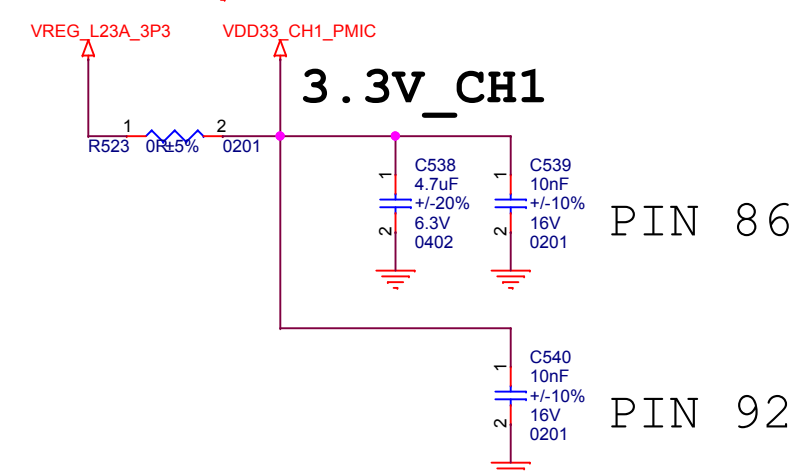 VREG_L23A_3P3
VDD33_CH1_PMIC
3.3V_CH1
1
2
R523
0R±5%
0201
1
2
C538
4.7uF
+/-20%
6.3V
0402
1
2
C539
10nF
+/-10%
16V
0201
PIN 86
1
2
C540
10nF
+/-10%
16V
0201
PIN 92